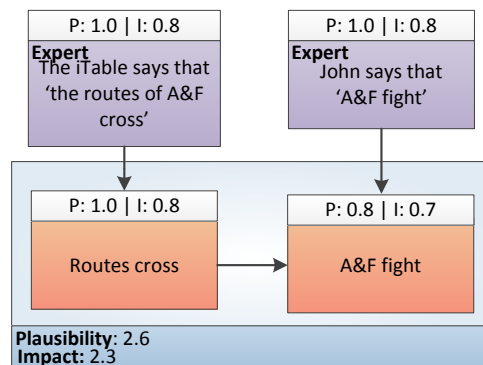 P: 1.0 | I: 0.8
Expert
The iTable says that
‘the routes of A&F
cross’
P: 1.0 | I: 0.8
Expert
John says that
‘A&F fight’
P: 1.0 | I: 0.8
Routes cross
P: 0.8 | I: 0.7
A&F fight
Plausibility: 2.6
Impact: 2.3